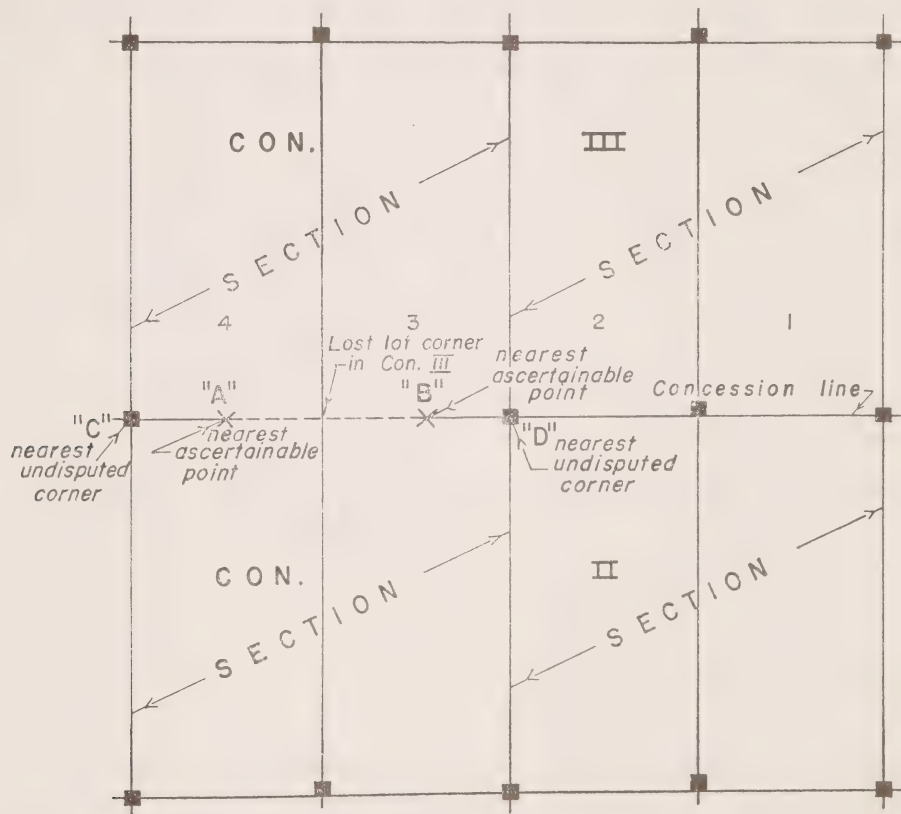 CON. III
SECTION
SECTION
4
3
2
1
Lost lot corner
in Con. III
"A"
"B"
nearest
ascertainable
point
Concession line
"C"
nearest
undisputed
corner
nearest
ascertainable
point
"D"
nearest
undisputed
corner
CON. II
SECTION
SECTION